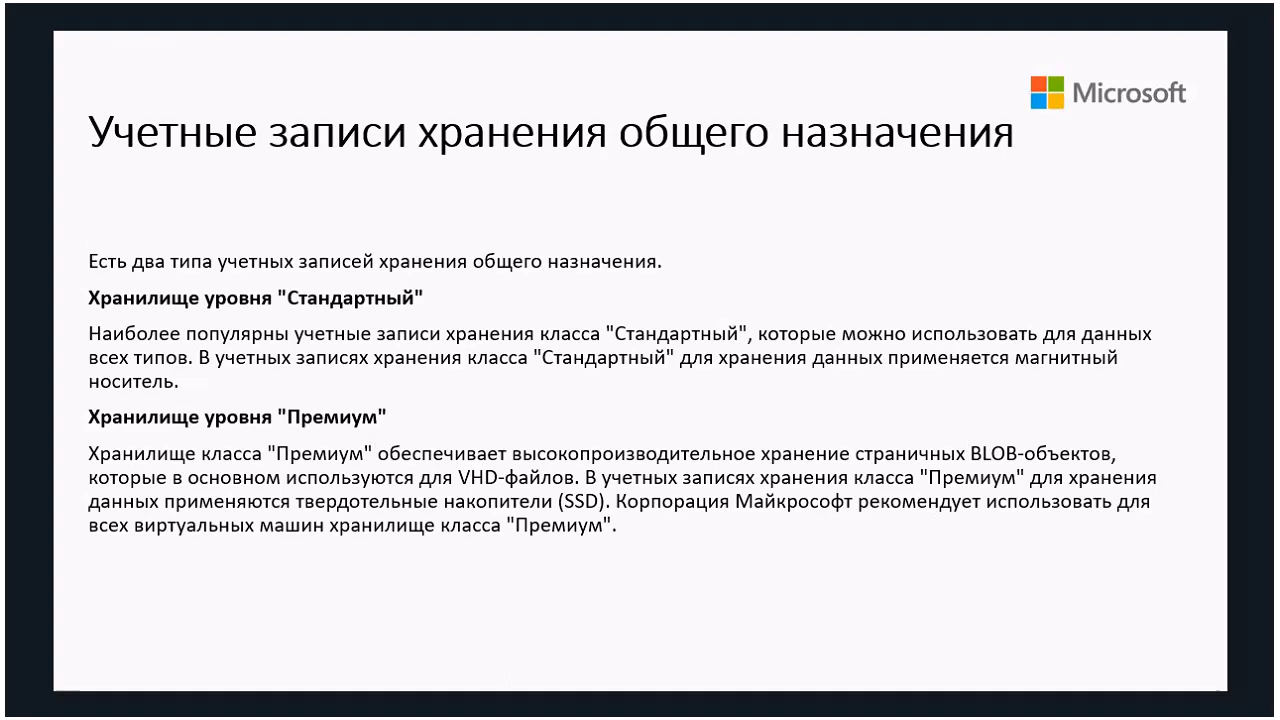 Microsoft
Учетные записи хранения общего назначения
Есть два типа учетных записей хранения общего назначения.
Хранилище уровня "Стандартный"
Наиболее популярны учетные записи хранения класса "Стандартный", которые можно использовать для данных
всех типов. В учетных записях хранения класса "Стандартный" для хранения данных применяется магнитный
носитель.
Хранилище уровня "Премиум"
Хранилище класса "Премиум" обеспечивает высокопроизводительное хранение страничных BLOB-объектов,
которые в основном используются для VHD-файлов. В учетных записях хранения класса "Премиум" для хранения
данных применяются твердотельные накопители (SSD). Корпорация Майкрософт рекомендует использовать для
всех виртуальных машин хранилище класса "Премиум".